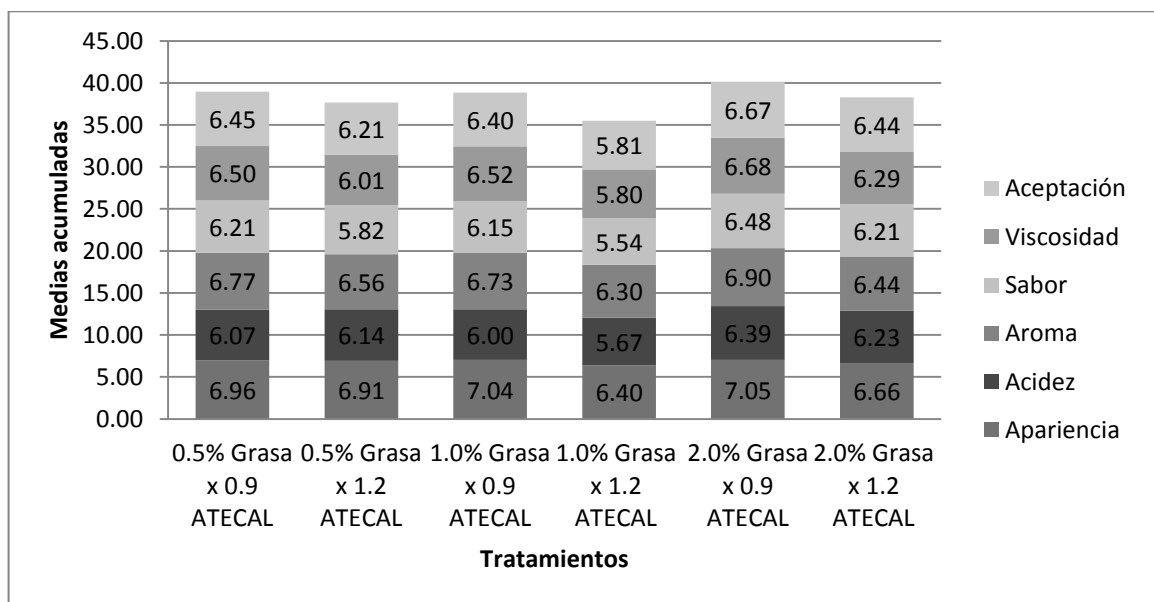 Medias acumuladas
45.00
40.00
35.00
30.00
25.00
20.00
15.00
10.00
5.00
0.00
6.45 6.21 6.40 5.81 6.67 6.44
6.50 6.01 6.52 5.80 6.68 6.29
6.21 5.82 6.15 5.54 6.48 6.21
6.77 6.56 6.73 6.30 6.90 6.44
6.07 6.14 6.00 5.67 6.39 6.23
6.96 6.91 7.04 6.40 7.05 6.66
0.5% Grasa 0.5% Grasa 1.0% Grasa 1.0% Grasa 2.0% Grasa 2.0% Grasa
x 0.9 x 1.2 x 0.9 x 1.2 x 0.9 x 1.2
ATECAL ATECAL ATECAL ATECAL ATECAL ATECAL
Tratamientos
Aceptación
Viscosidad
Sabor
Aroma
Acidez
Apariencia